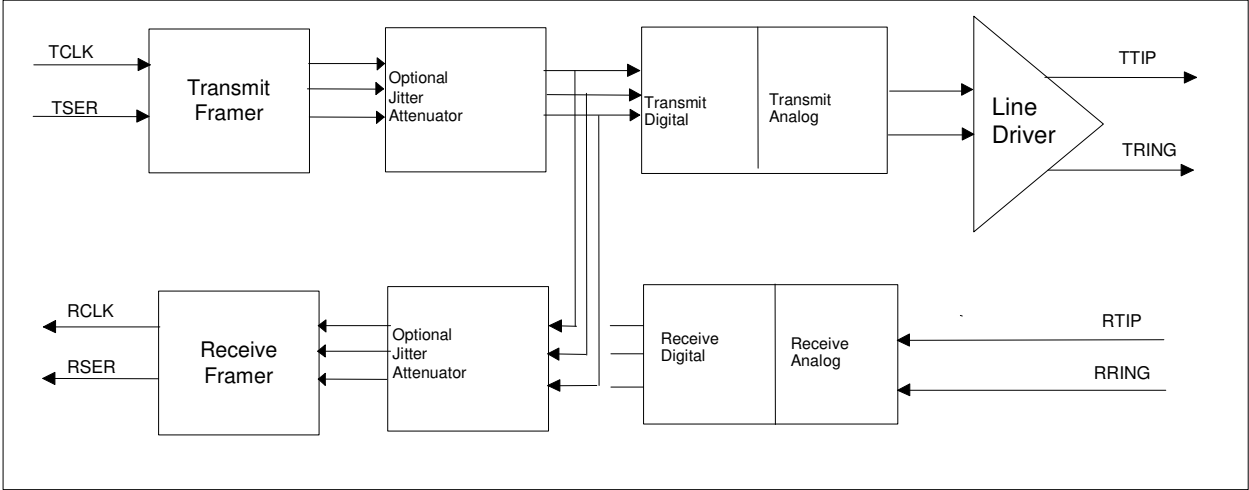 TCLK
TSER
Transmit
Framer
Optional
Jitter
Attenuator
Transmit
Digital
Transmit
Analog
Line
Driver
TTIP
TRING
RCLK
RSER
Receive
Framer
Optional
Jitter
Attenuator
Receive
Digital
Receive
Analog
RTIP
RRING